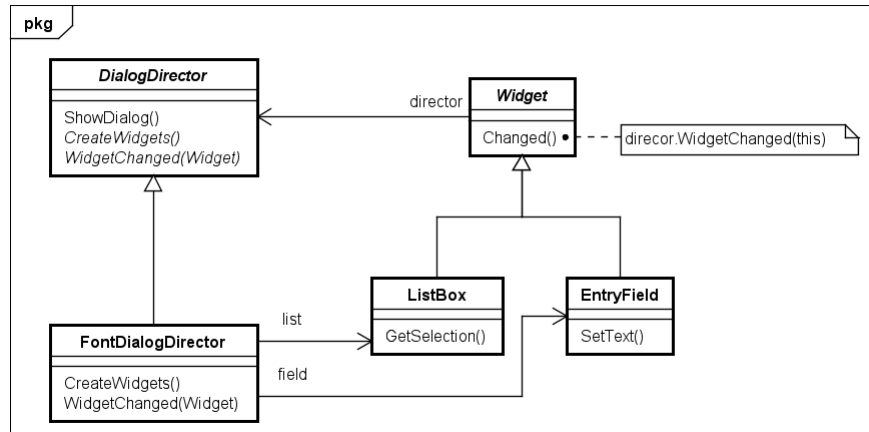 pkg
DialogDirector
ShowDialog()
CreateWidgets()
WidgetChanged(Widget)
director
Widget
Changed()
direcor.WidgetChanged(this)
FontDialogDirector
CreateWidgets()
WidgetChanged(Widget)
list
field
ListBox
GetSelection()
EntryField
SetText()